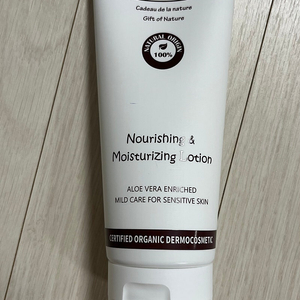 Cadeau de la nature
Gift of Nature
NATURAL ORIGIN
100%
Nourishing &
Moisturizing Lotion
ALOE VERA ENRICHED
MILD CARE FOR SENSITIVE SKIN
CERTIFIED ORGANIC DERMOCOSMETIC